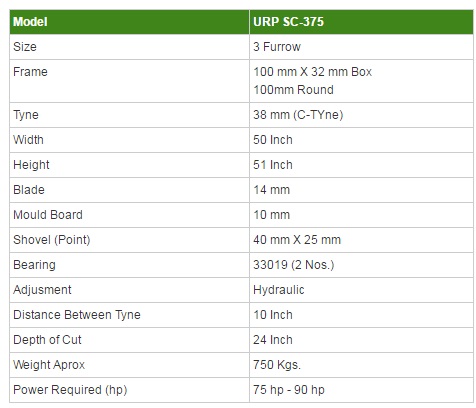 Model URP SC-375
Size 3 Furrow
Frame 100 mm X 32 mm Box
100mm Round
Tyne 38 mm (C-TYne)
Width 50 Inch
Height 51 Inch
Blade 14 mm
Mould Board 10 mm
Shovel (Point) 40 mm X 25 mm
Bearing 33019 (2 Nos.)
Adjusment Hydraulic
Distance Between Tyne 10 Inch
Depth of Cut 24 Inch
Weight Aprox 750 Kgs.
Power Required (hp) 75 hp - 90 hp